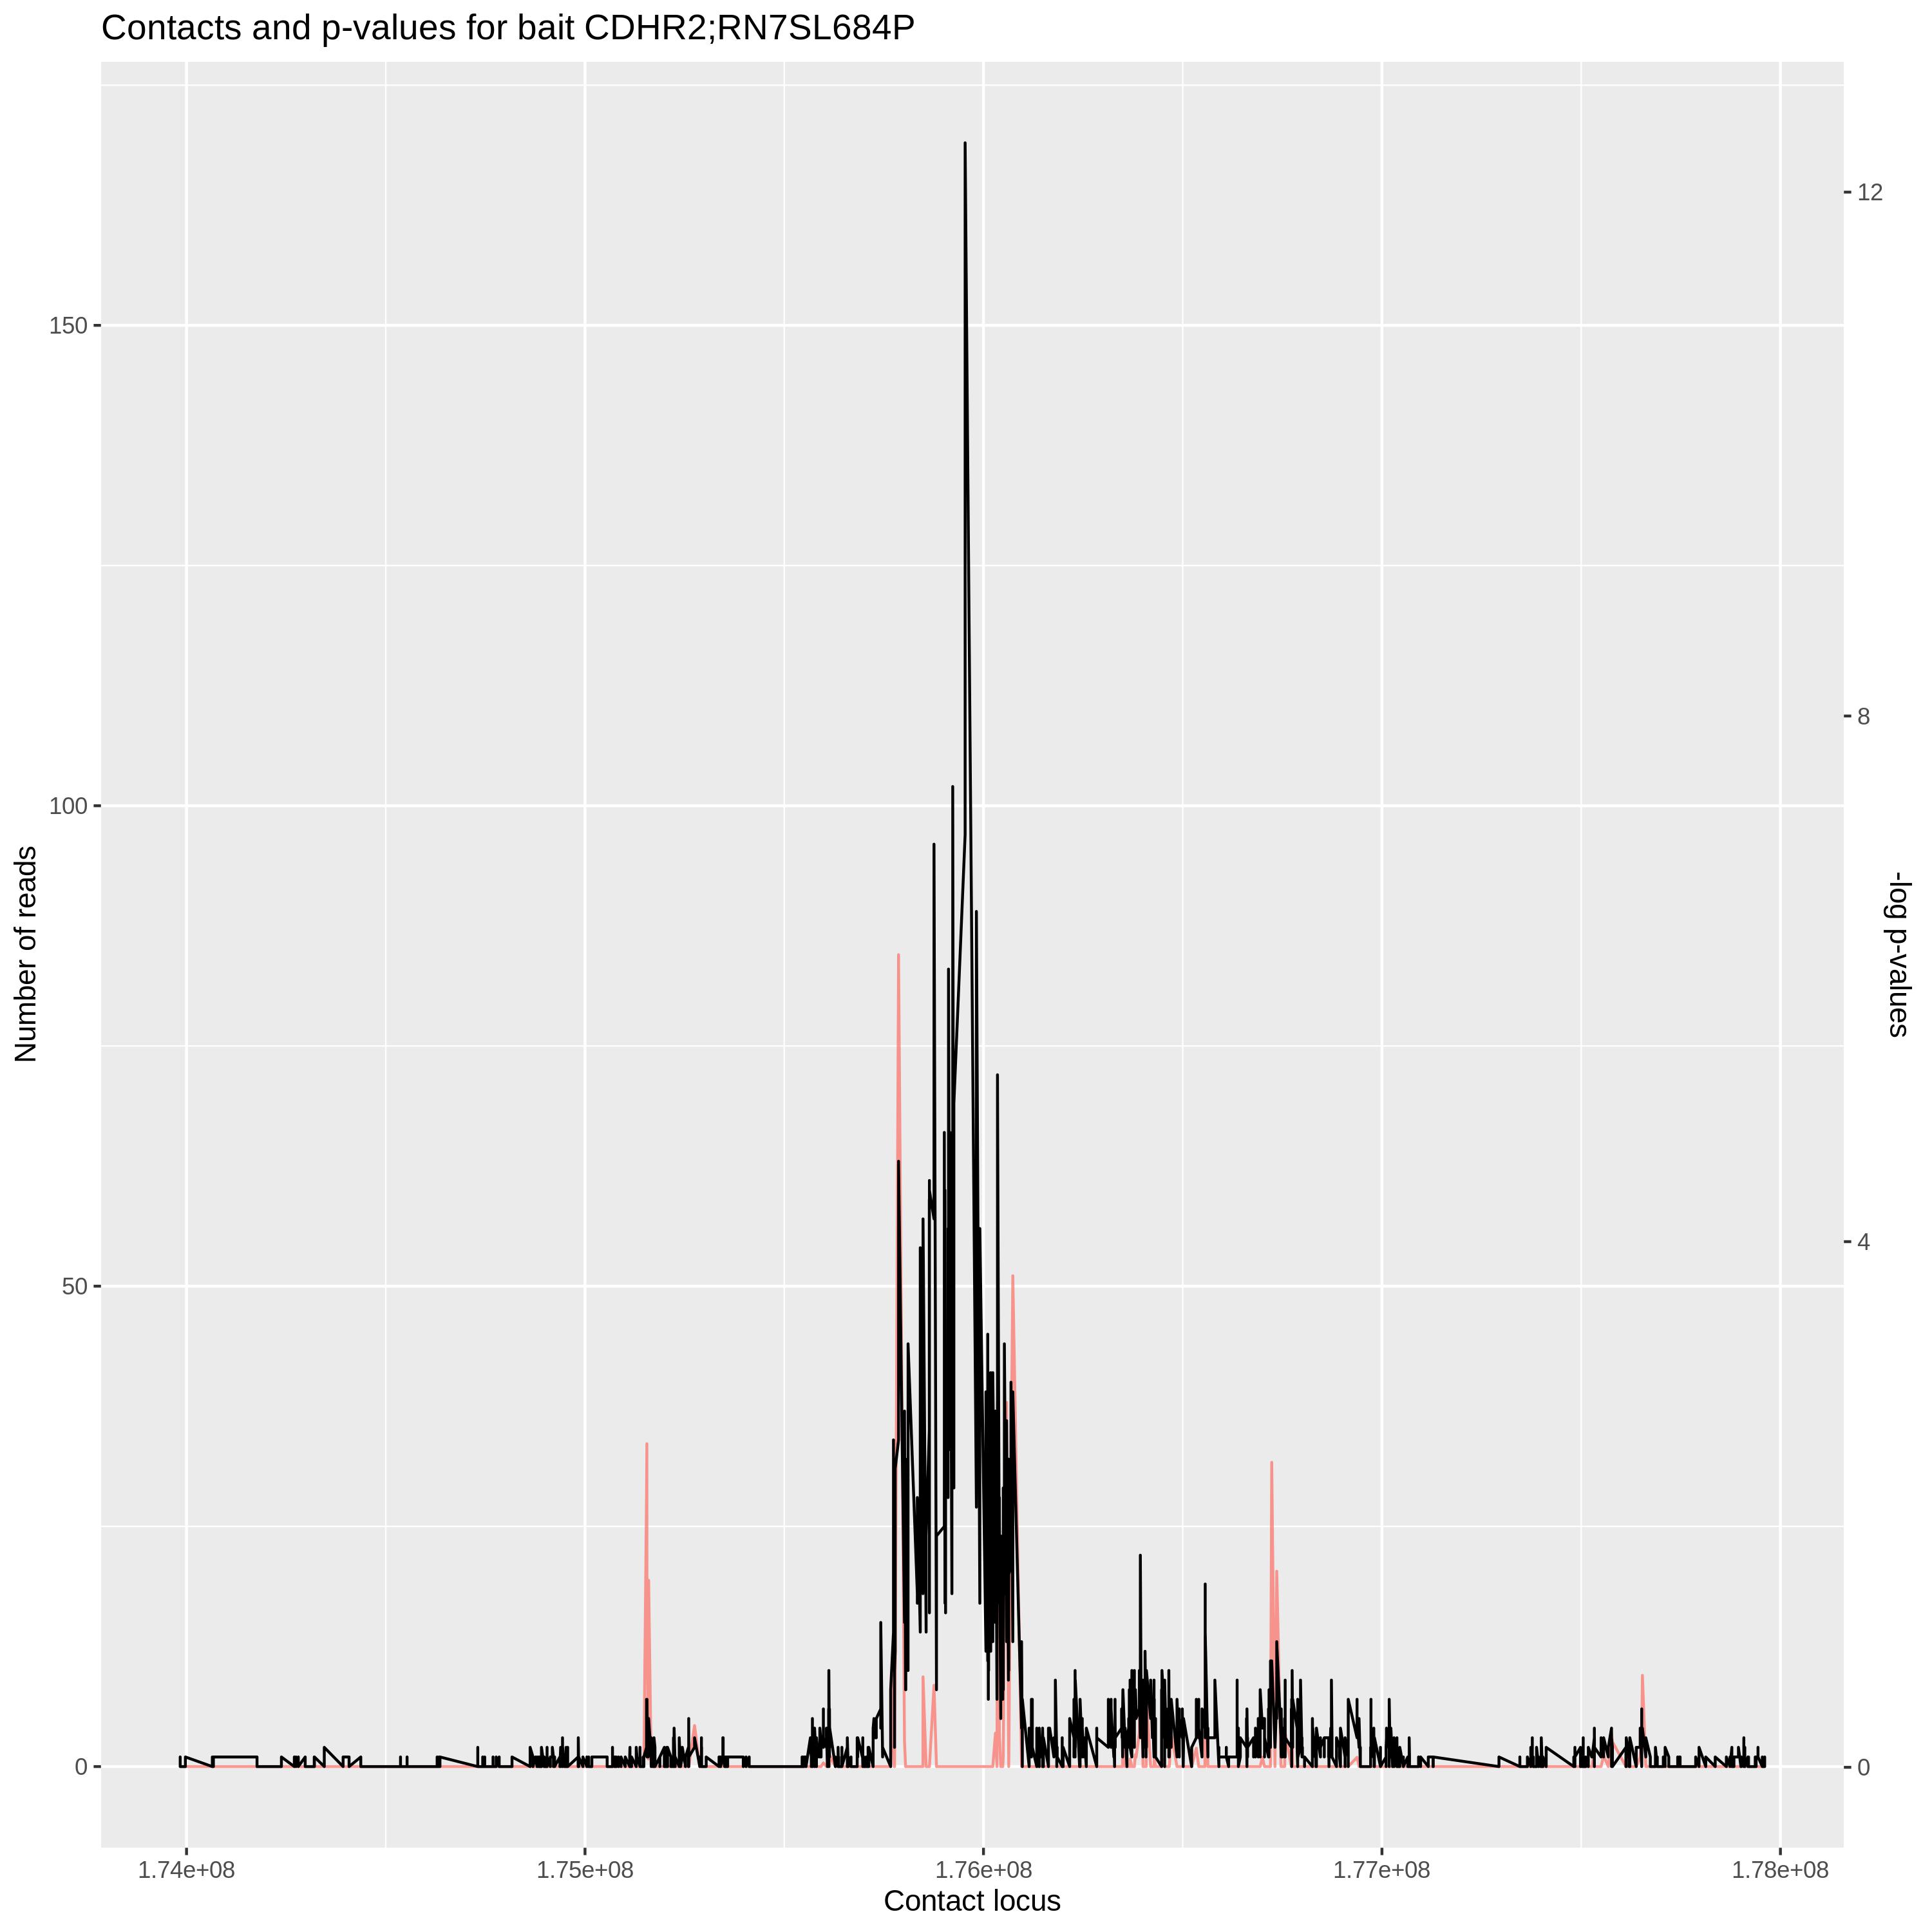 Contacts and p-values for bait CDHR2;RN7SL684P
150
100
50
0
12
8
4
0
Number of reads
-log p-values
1.74e+08
1.75e+08
1.76e+08
1.77e+08
1.78e+08
Contact locus